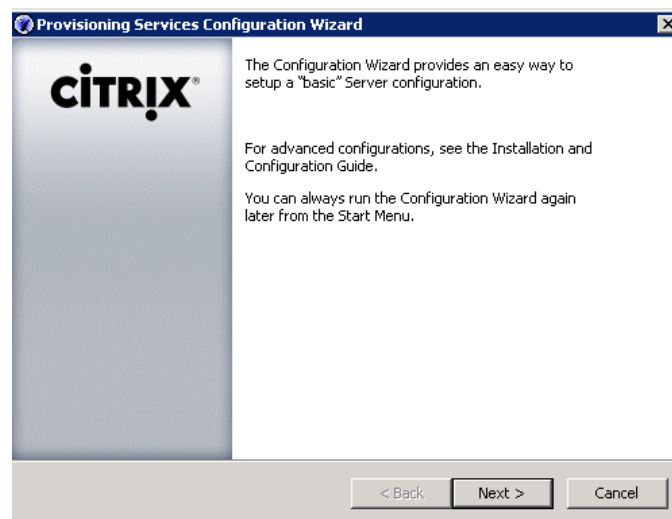 Provisioning Services Configuration Wizard
CİTRIX®
The Configuration Wizard provides an easy way to
setup a "basic" Server configuration.
For advanced configurations, see the Installation and
Configuration Guide.
You can always run the Configuration Wizard again
later from the Start Menu.
< Back
Next >
Cancel